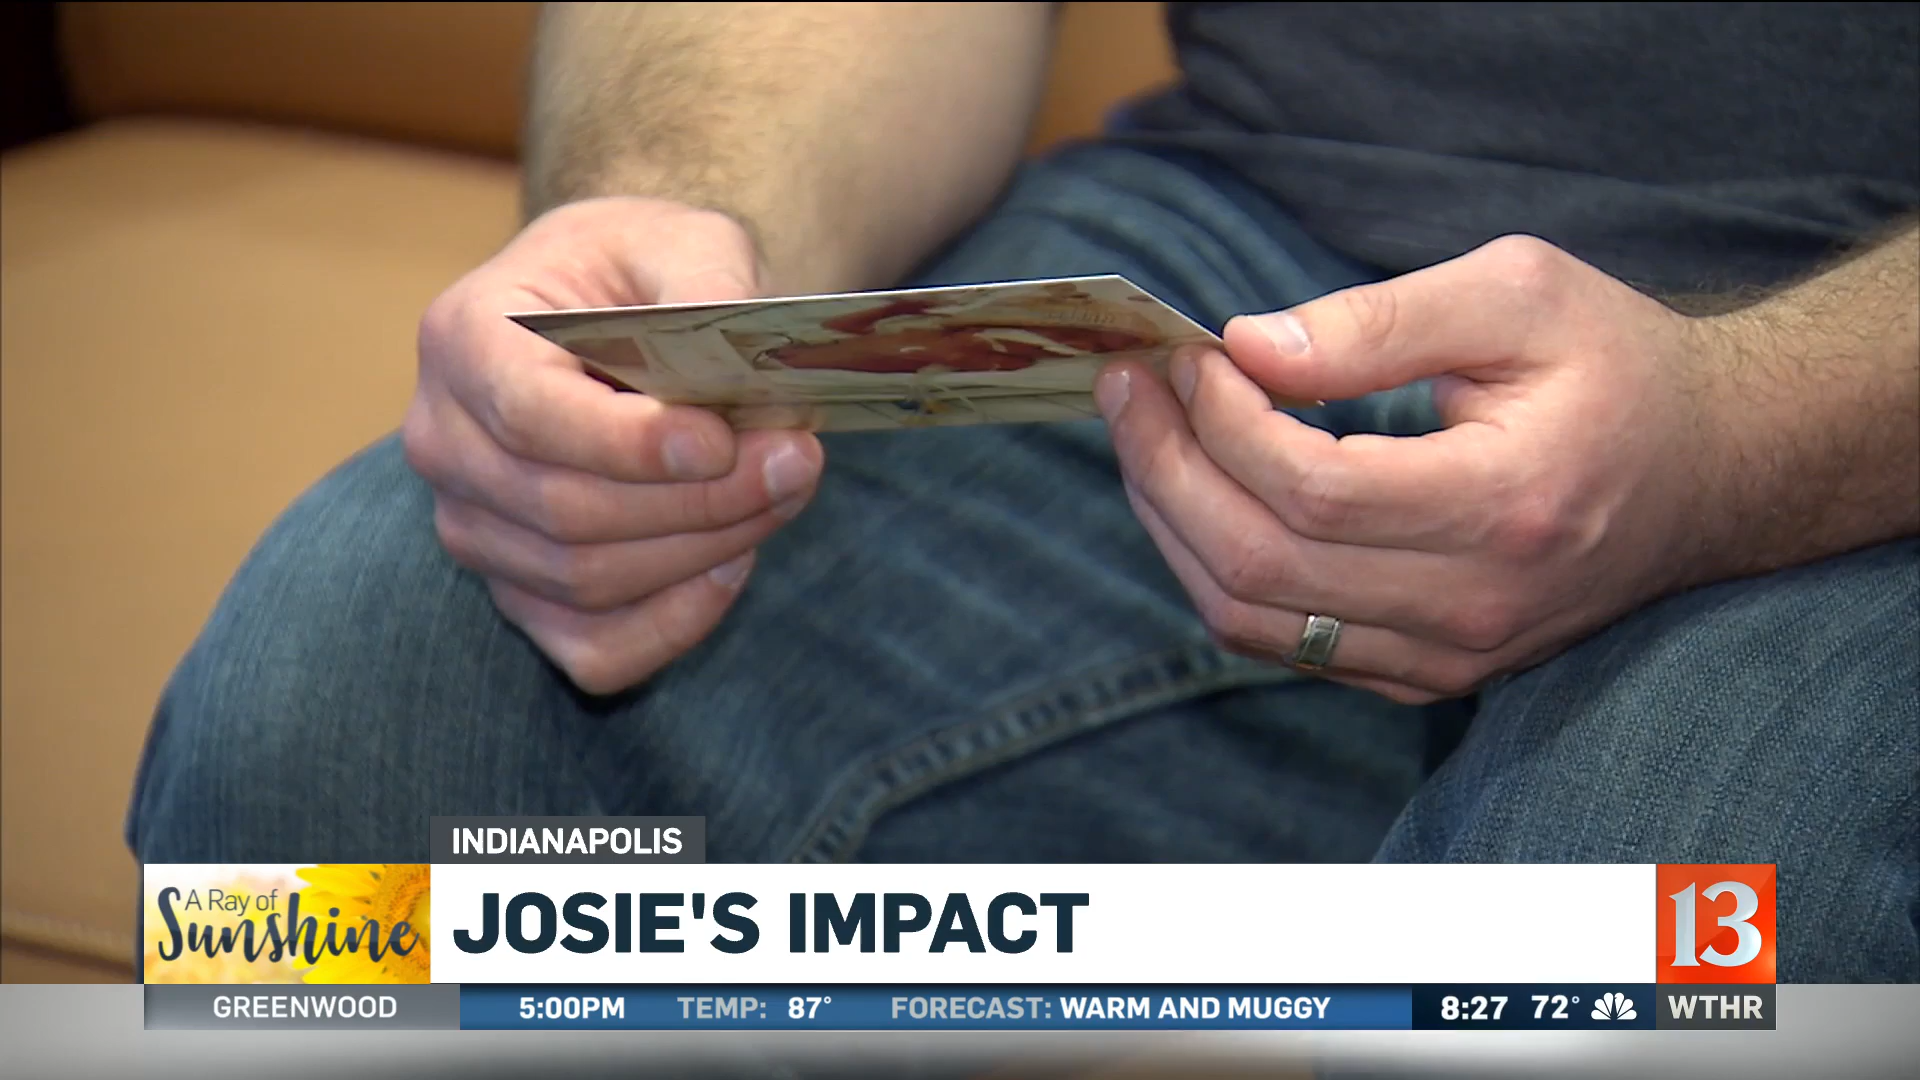 INDIANAPOLIS
A Ray of
Sunshine
JOSIE'S IMPACT
13
GREENWOOD
5:00PM TEMP: 87° FORECAST: WARM AND MUGGY
8:27 72°
WTHR